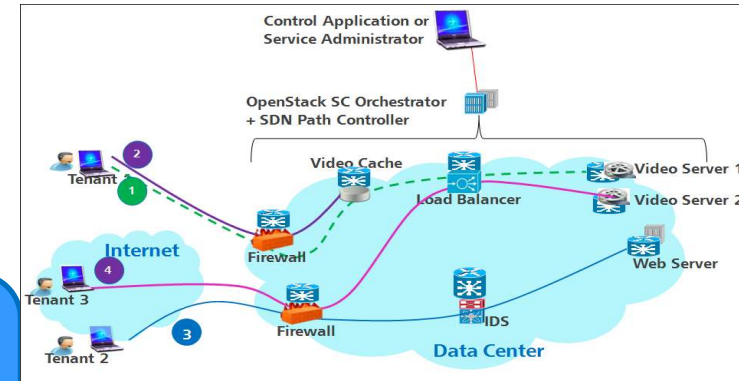 Control Application or
Service Administrator
OpenStack SC Orchestrator
+ SDN Path Controller
2
Video Cache
Video Server 1
Tenant
1
Load Balancer
Video Server 2
Internet
Firewall
Web Server
4
Tenant 3
3
Firewall
IDS
Tenant 2
Data Center